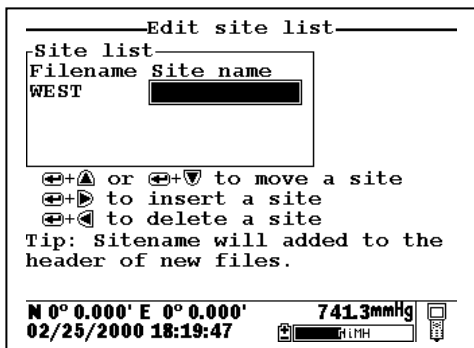 Edit site list
Site list
Filename Site name
WEST
+ or + to move a site
+ to insert a site
+ to delete a site
Tip: Sitename will added to the
header of new files.
N 0° 0.000' E 0° 0.000' 741.3mmHg
02/25/2000 18:19:47 NiMH